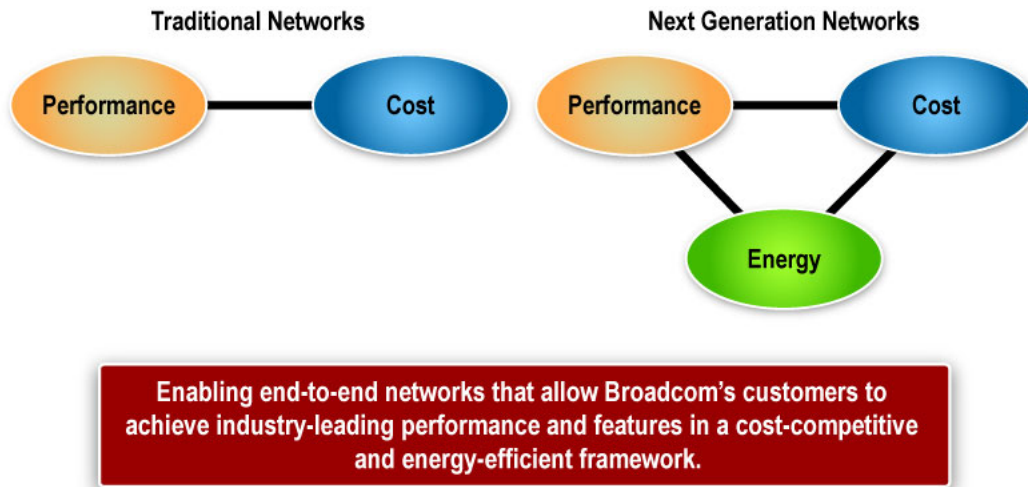 Traditional Networks
Next Generation Networks
Performance
Cost
Performance
Cost
Energy
Enabling end-to-end networks that allow Broadcom's customers to
achieve industry-leading performance and features in a cost-competitive
and energy-efficient framework.